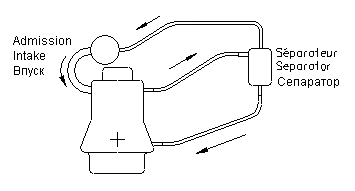 Admission
Intake
Впуск
Séparateur
Separator
Сепаратор